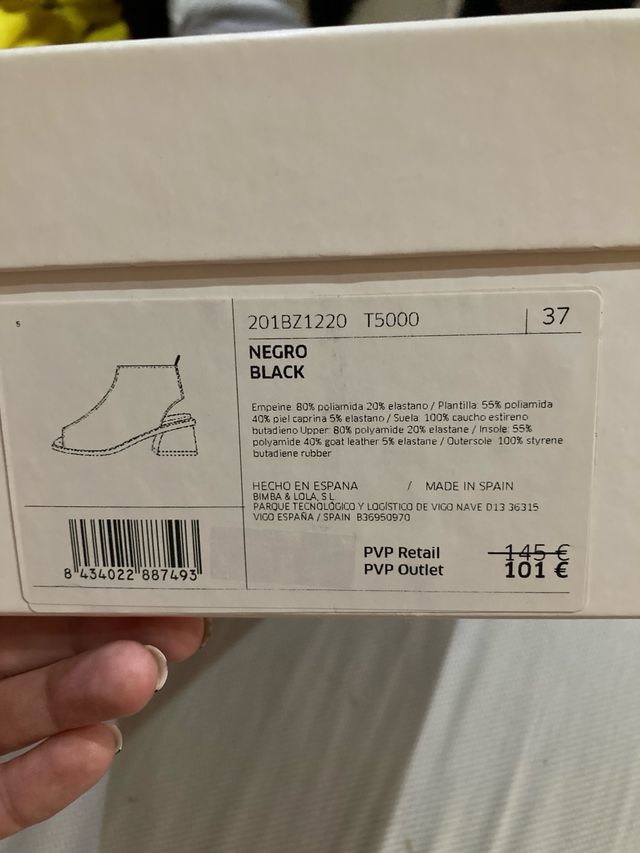 5
201BZ1220 T5000 37
NEGRO
BLACK
Empeine: 80% poliamida 20% elastano / Plantilla: 55% poliamida
40% piel caprina 5% elastano / Suela: 100% caucho estireno
butadieno Upper: 80% polyamide 20% elastane / Insole: 55%
polyamide 40% goat leather 5% elastane / Outersole: 100% styrene
butadiene rubber
HECHO EN ESPAÑA / MADE IN SPAIN
BIMBA & LOLA, S.L.
PARQUE TECNOLÓGICO Y LOGÍSTICO DE VIGO NAVE D13 36315
VIGO ESPAÑA / SPAIN B36950970
8 434022 887493
PVP Retail 145 €
PVP Outlet 101 €